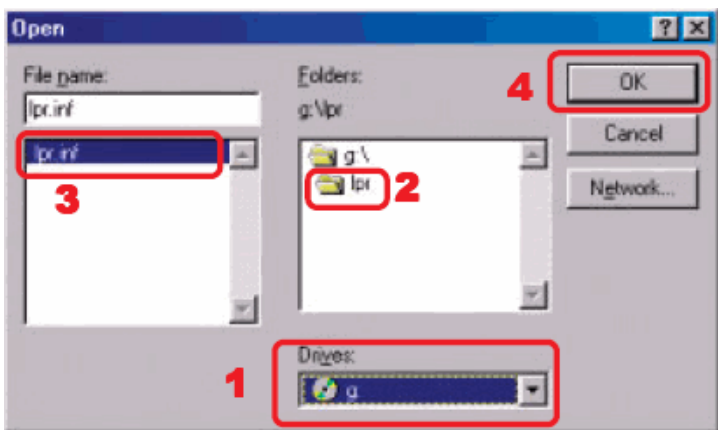 Open
File name:
lpr.inf
lpr.inf
3
Folders:
g:\lpr
g:\
lpr
2
Drives:
g
1
4
OK
Cancel
Network...